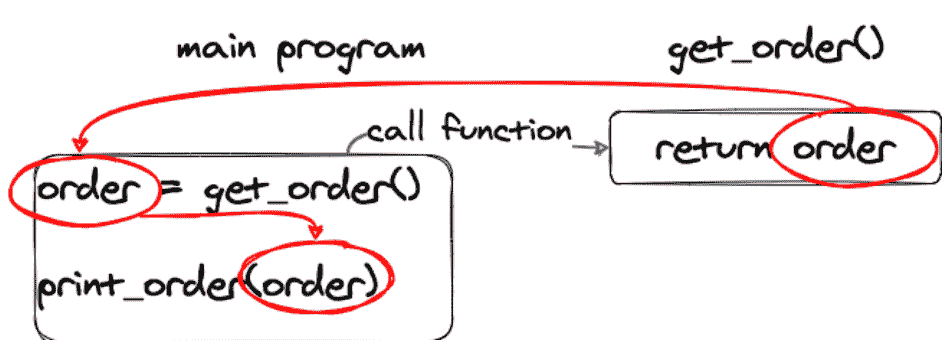 main program
get_order()
call function
return order
order = get_order()
print_order(order)